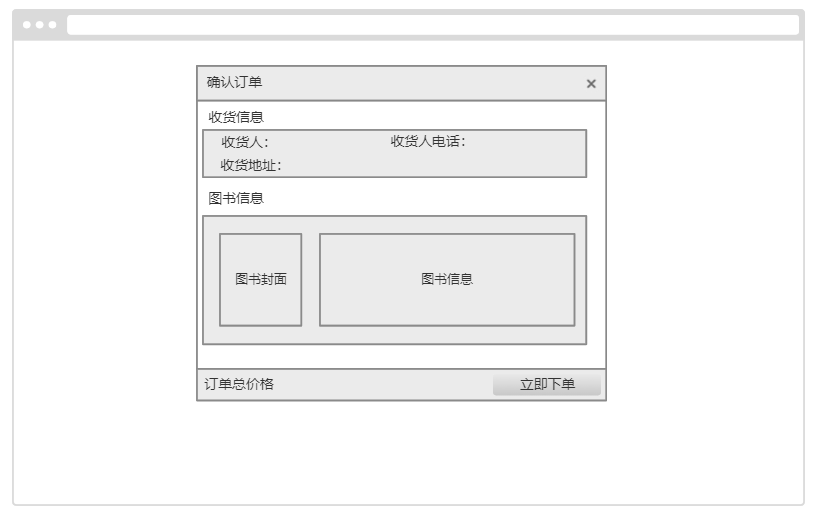 确认订单 ×
收货信息
收货人： 收货人电话：
收货地址：
图书信息
图书封面 图书信息
订单总价格 立即下单